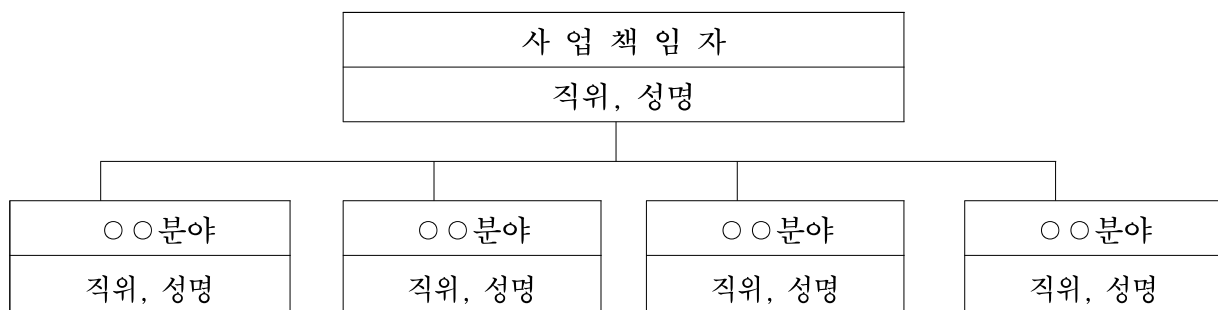 사 업 책 임 자
직위, 성명
○○분야 ○○분야 ○○분야 ○○분야
직위, 성명 직위, 성명 직위, 성명 직위, 성명